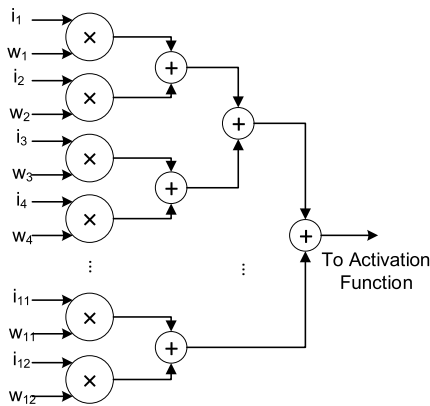 i1
×
w1
+
i2
×
w2
+
i3
×
w3
+
i4
×
w4
+
To Activation
Function
...
...
i11
×
w11
+
i12
×
w12